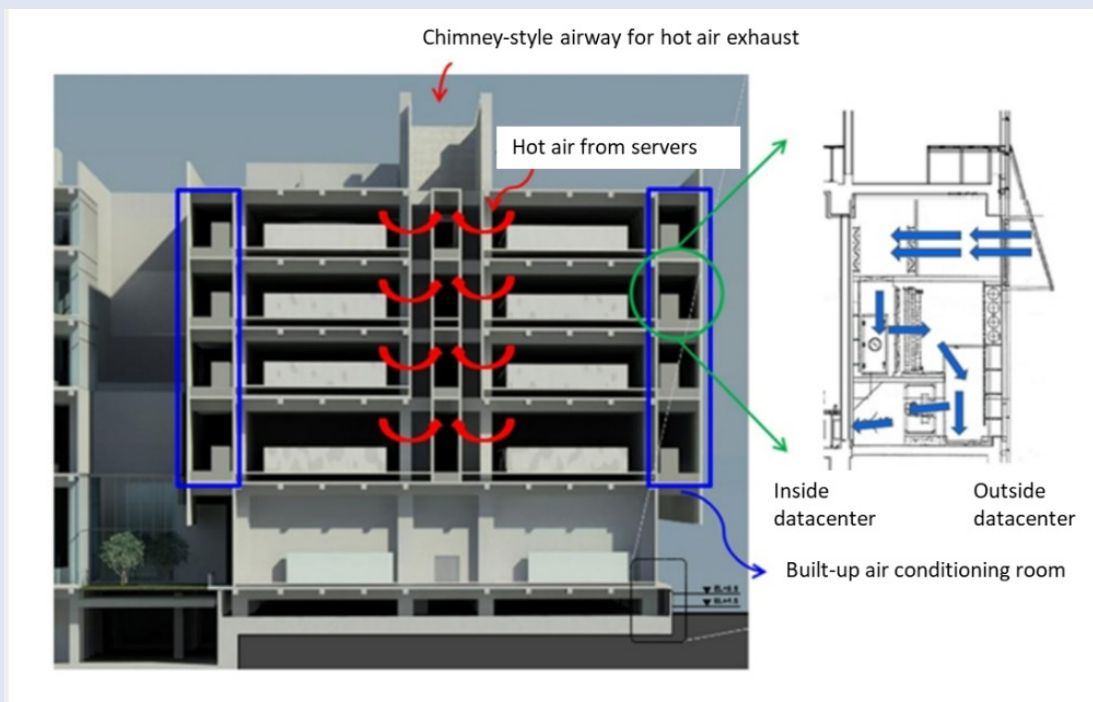 Chimney-style airway for hot air exhaust
Hot air from servers
Inside
datacenter
Outside
datacenter
Built-up air conditioning room